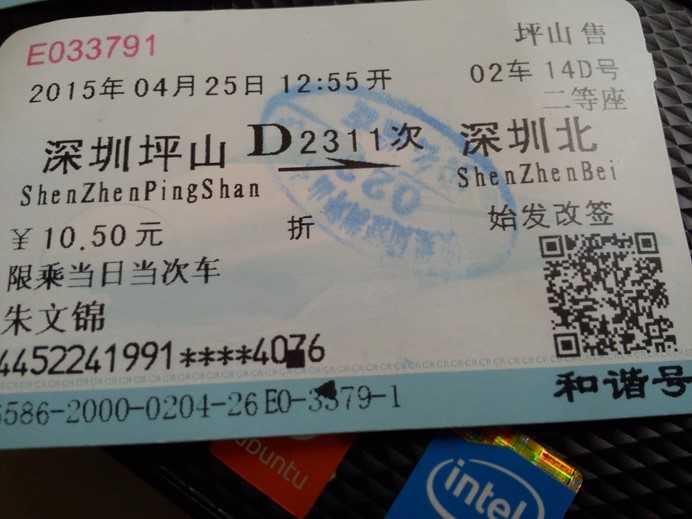 E033791
坪山 售
2015年 04月 25日 12:55开
02车 14D号
二等座
深圳坪山 D2311次 深圳北
ShenZhenPingShan
ShenZhenBei
￥10.50元 折 始发改签
限乘当日当次车
朱文锦
4452241991****4076
和谐号
6586-2000-0204-26 E0-3379-1
ubuntu
intel